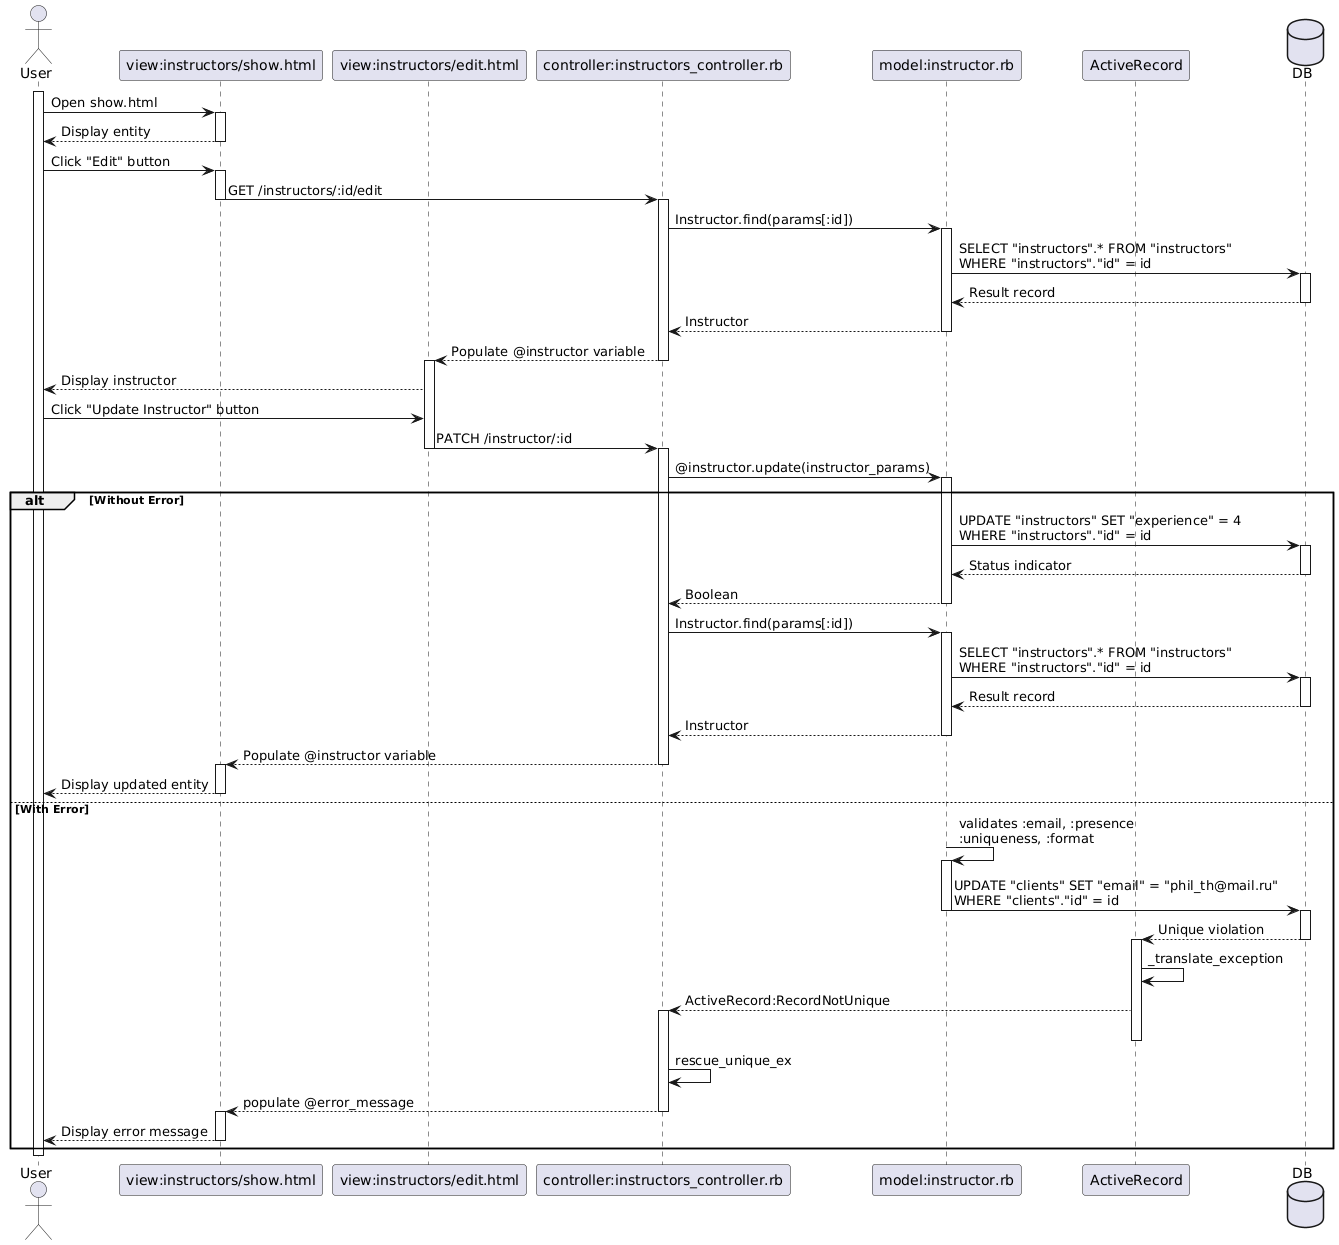 User
view:instructors/show.html
view:instructors/edit.html
controller:instructors_controller.rb
model:instructor.rb
ActiveRecord
DB
Open show.html
Display entity
Click "Edit" button
GET /instructors/:id/edit
Instructor.find(params[:id])
SELECT "instructors".* FROM "instructors"
WHERE "instructors"."id" = id
Result record
Instructor
Populate @instructor variable
Display instructor
Click "Update Instructor" button
PATCH /instructor/:id
@instructor.update(instructor_params)
alt
[Without Error]
UPDATE "instructors" SET "experience" = 4
WHERE "instructors"."id" = id
Status indicator
Boolean
Instructor.find(params[:id])
SELECT "instructors".* FROM "instructors"
WHERE "instructors"."id" = id
Result record
Instructor
Populate @instructor variable
Display updated entity
[With Error]
validates :email, :presence
:uniqueness, :format
UPDATE "clients" SET "email" = "phil_th@mail.ru"
WHERE "clients"."id" = id
Unique violation
_translate_exception
ActiveRecord:RecordNotUnique
rescue_unique_ex
populate @error_message
Display error message
User
view:instructors/show.html
view:instructors/edit.html
controller:instructors_controller.rb
model:instructor.rb
ActiveRecord
DB